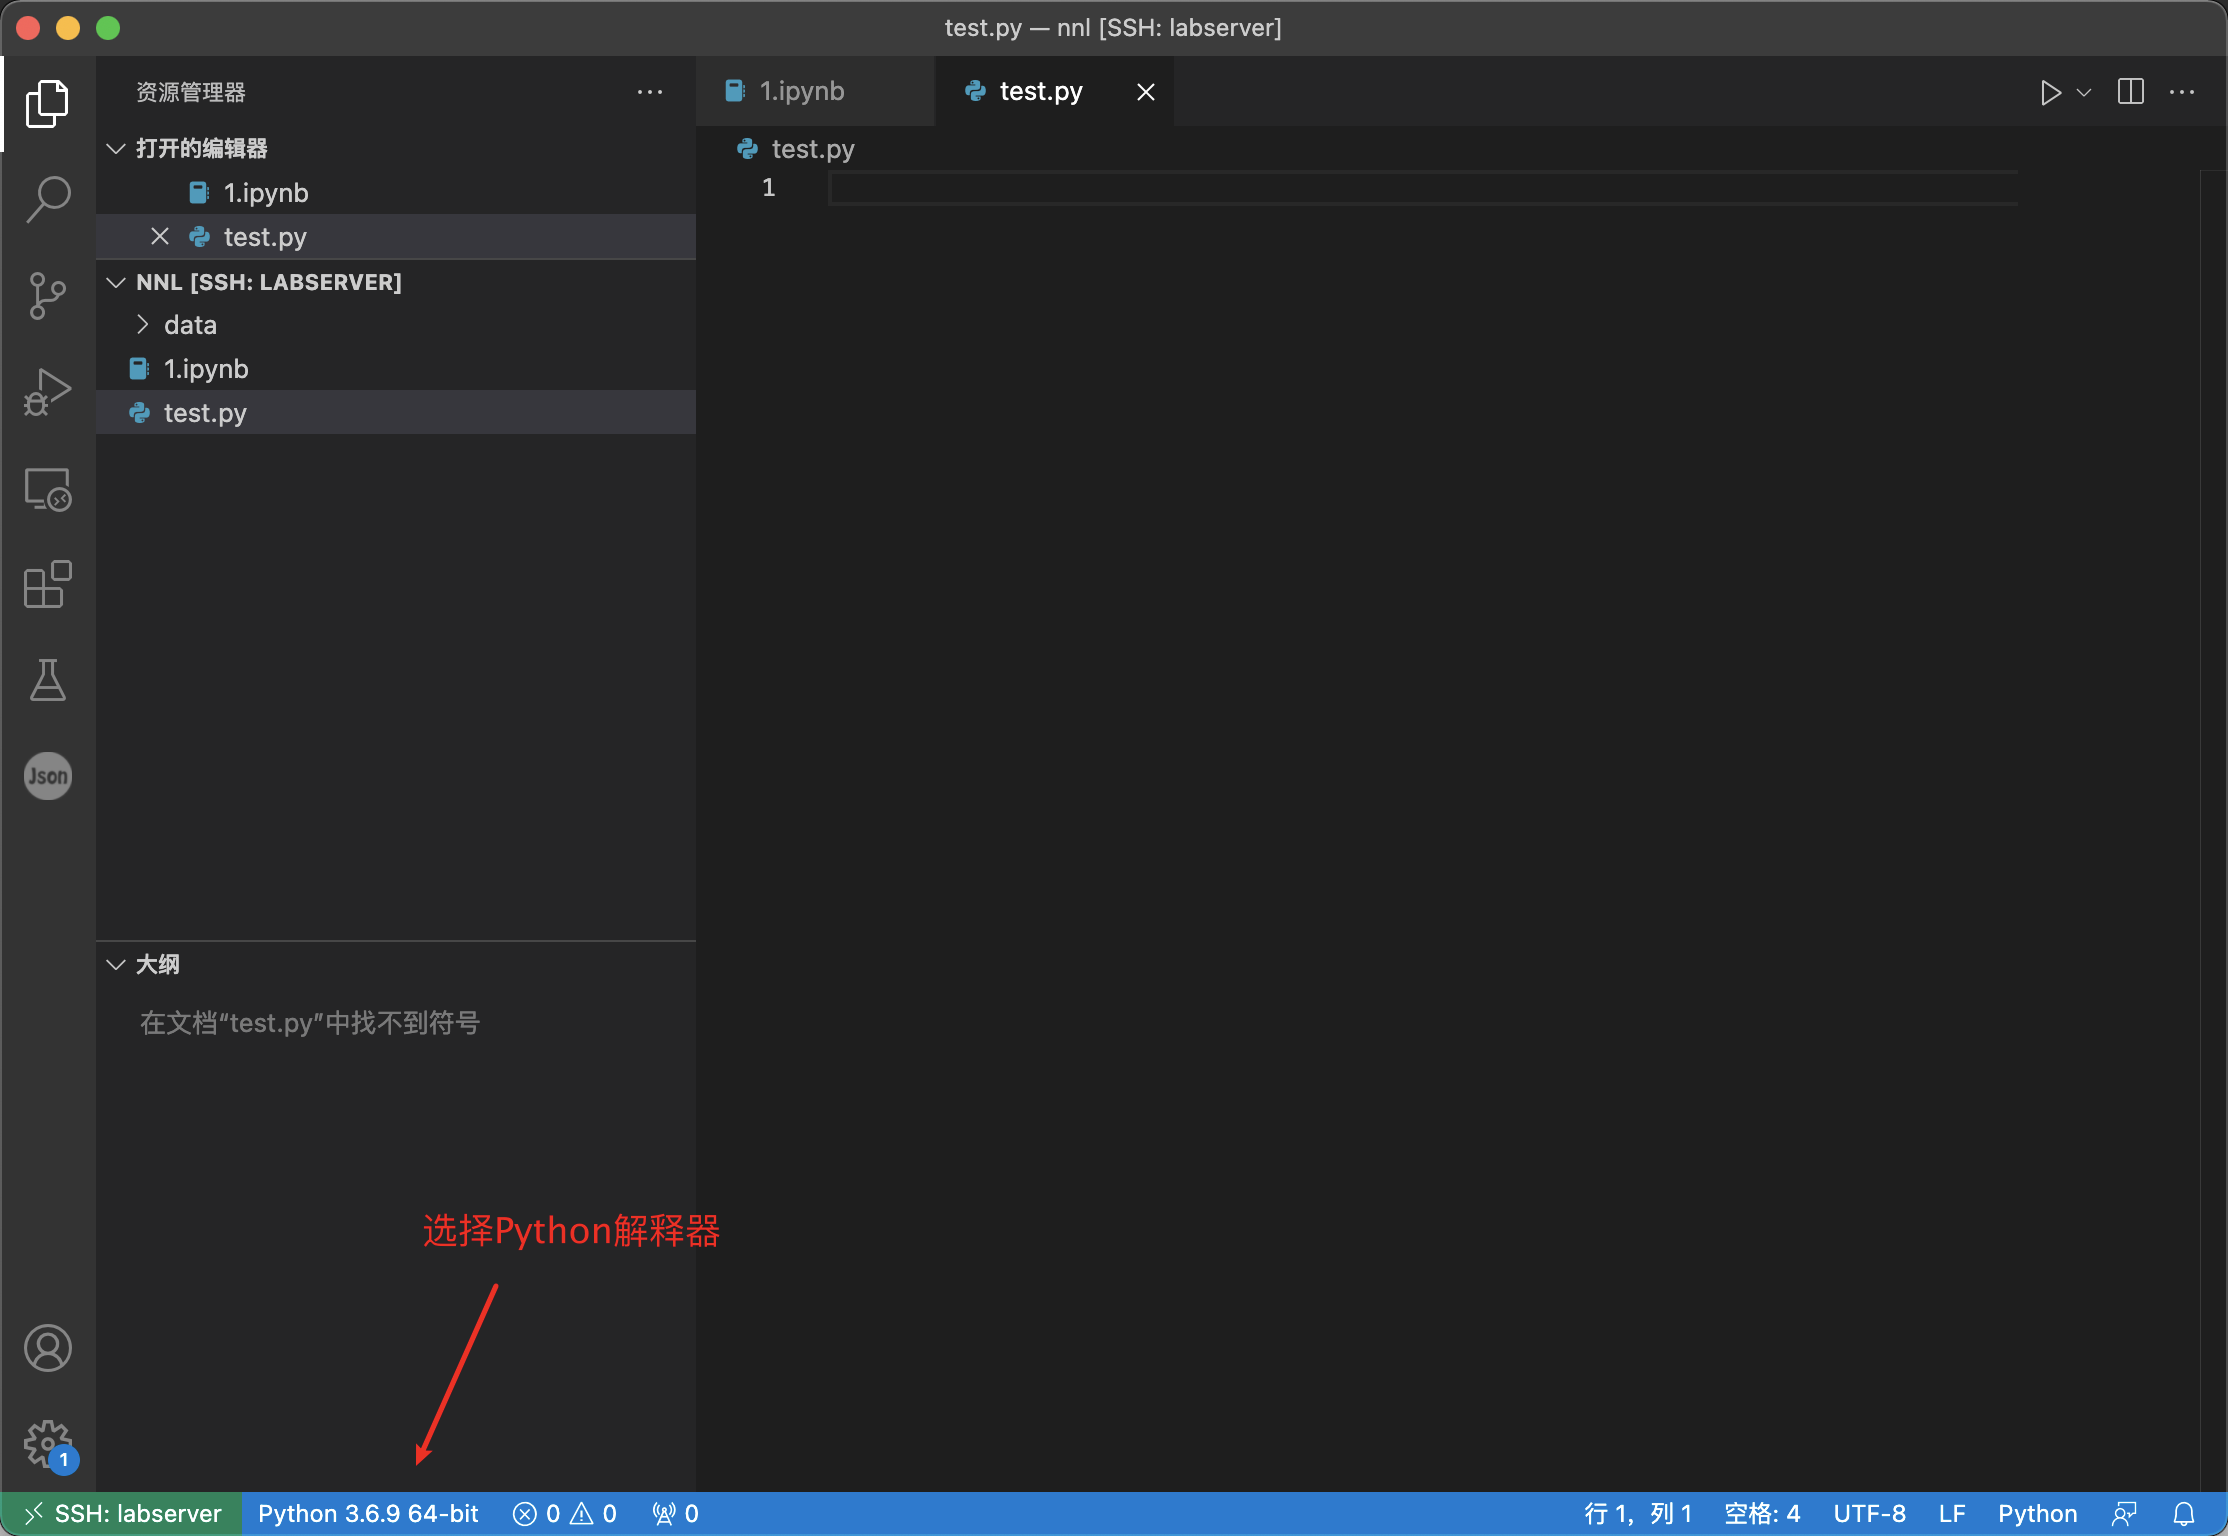 test.py — nnl [SSH: labserver]
资源管理器
打开的编辑器
1.ipynb
test.py
NNL [SSH: LABSERVER]
data
1.ipynb
test.py
Json
大纲
在文档“test.py”中找不到符号
1
1.ipynb
test.py
test.py
1
选择Python解释器
SSH: labserver
Python 3.6.9 64-bit
0
0
0
行 1，列 1
空格: 4
UTF-8
LF
Python